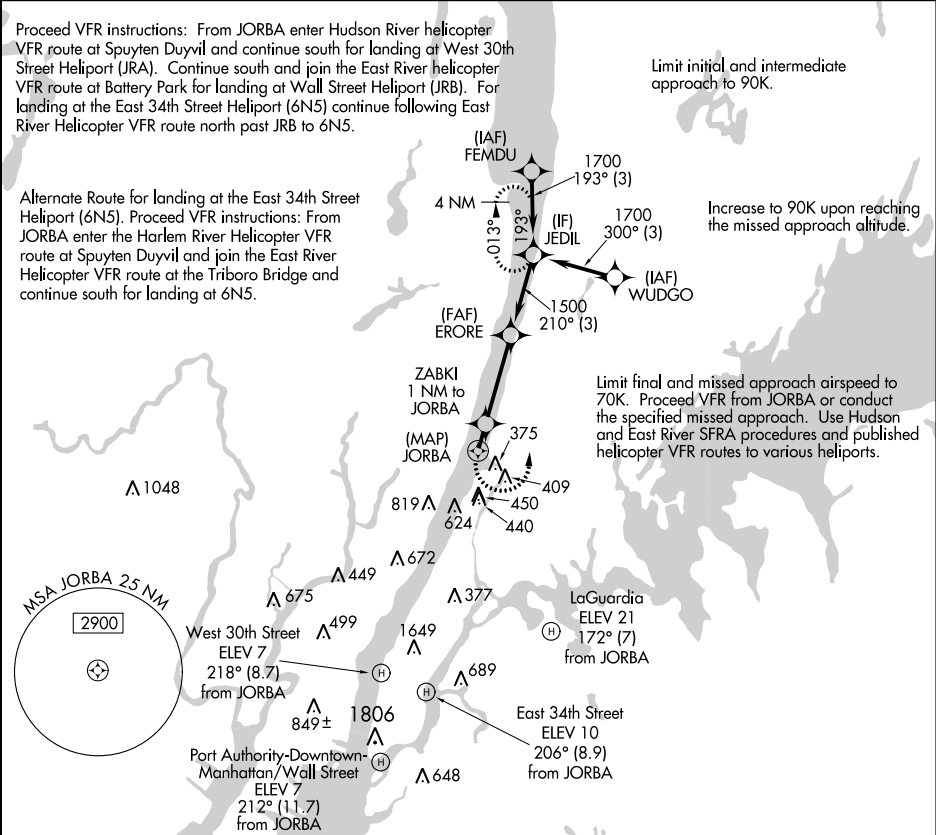 Proceed VFR instructions: From JORBA enter Hudson River helicopter
VFR route at Spuyten Duyvil and continue south for landing at West 30th
Street Heliport (JRA). Continue south and join the East River helicopter
VFR route at Battery Park for landing at Wall Street Heliport (JRB). For
landing at the East 34th Street Heliport (6N5) continue following East
River Helicopter VFR route north past JRB to 6N5.
Limit initial and intermediate
approach to 90K.
Alternate Route for landing at the East 34th Street
Heliport (6N5). Proceed VFR instructions: From
JORBA enter the Harlem River Helicopter VFR
route at Spuyten Duyvil and join the East River
Helicopter VFR route at the Triboro Bridge and
continue south for landing at 6N5.
(IAF)
FEMDU
1700
193° (3)
4 NM
013°
193°
(IF)
JEDIL
1700
300° (3)
Increase to 90K upon reaching
the missed approach altitude.
(IAF)
WUDGO
1500
210° (3)
(FAF)
ERORE
ZABKI
1 NM to
JORBA
(MAP)
JORBA
Limit final and missed approach airspeed to
70K. Proceed VFR from JORBA or conduct
the specified missed approach. Use Hudson
and East River SFRA procedures and published
helicopter VFR routes to various heliports.
375
409
450
440
1048
819
624
672
449
675
377
499
1649
689
MSA JORBA 25 NM
2900
West 30th Street
ELEV 7
218° (8.7)
from JORBA
H
LaGuardia
ELEV 21
172° (7)
from JORBA
H
H
East 34th Street
ELEV 10
206° (8.9)
from JORBA
849±
1806
Port Authority-Downtown-
Manhattan/Wall Street
ELEV 7
212° (11.7)
from JORBA
H
648